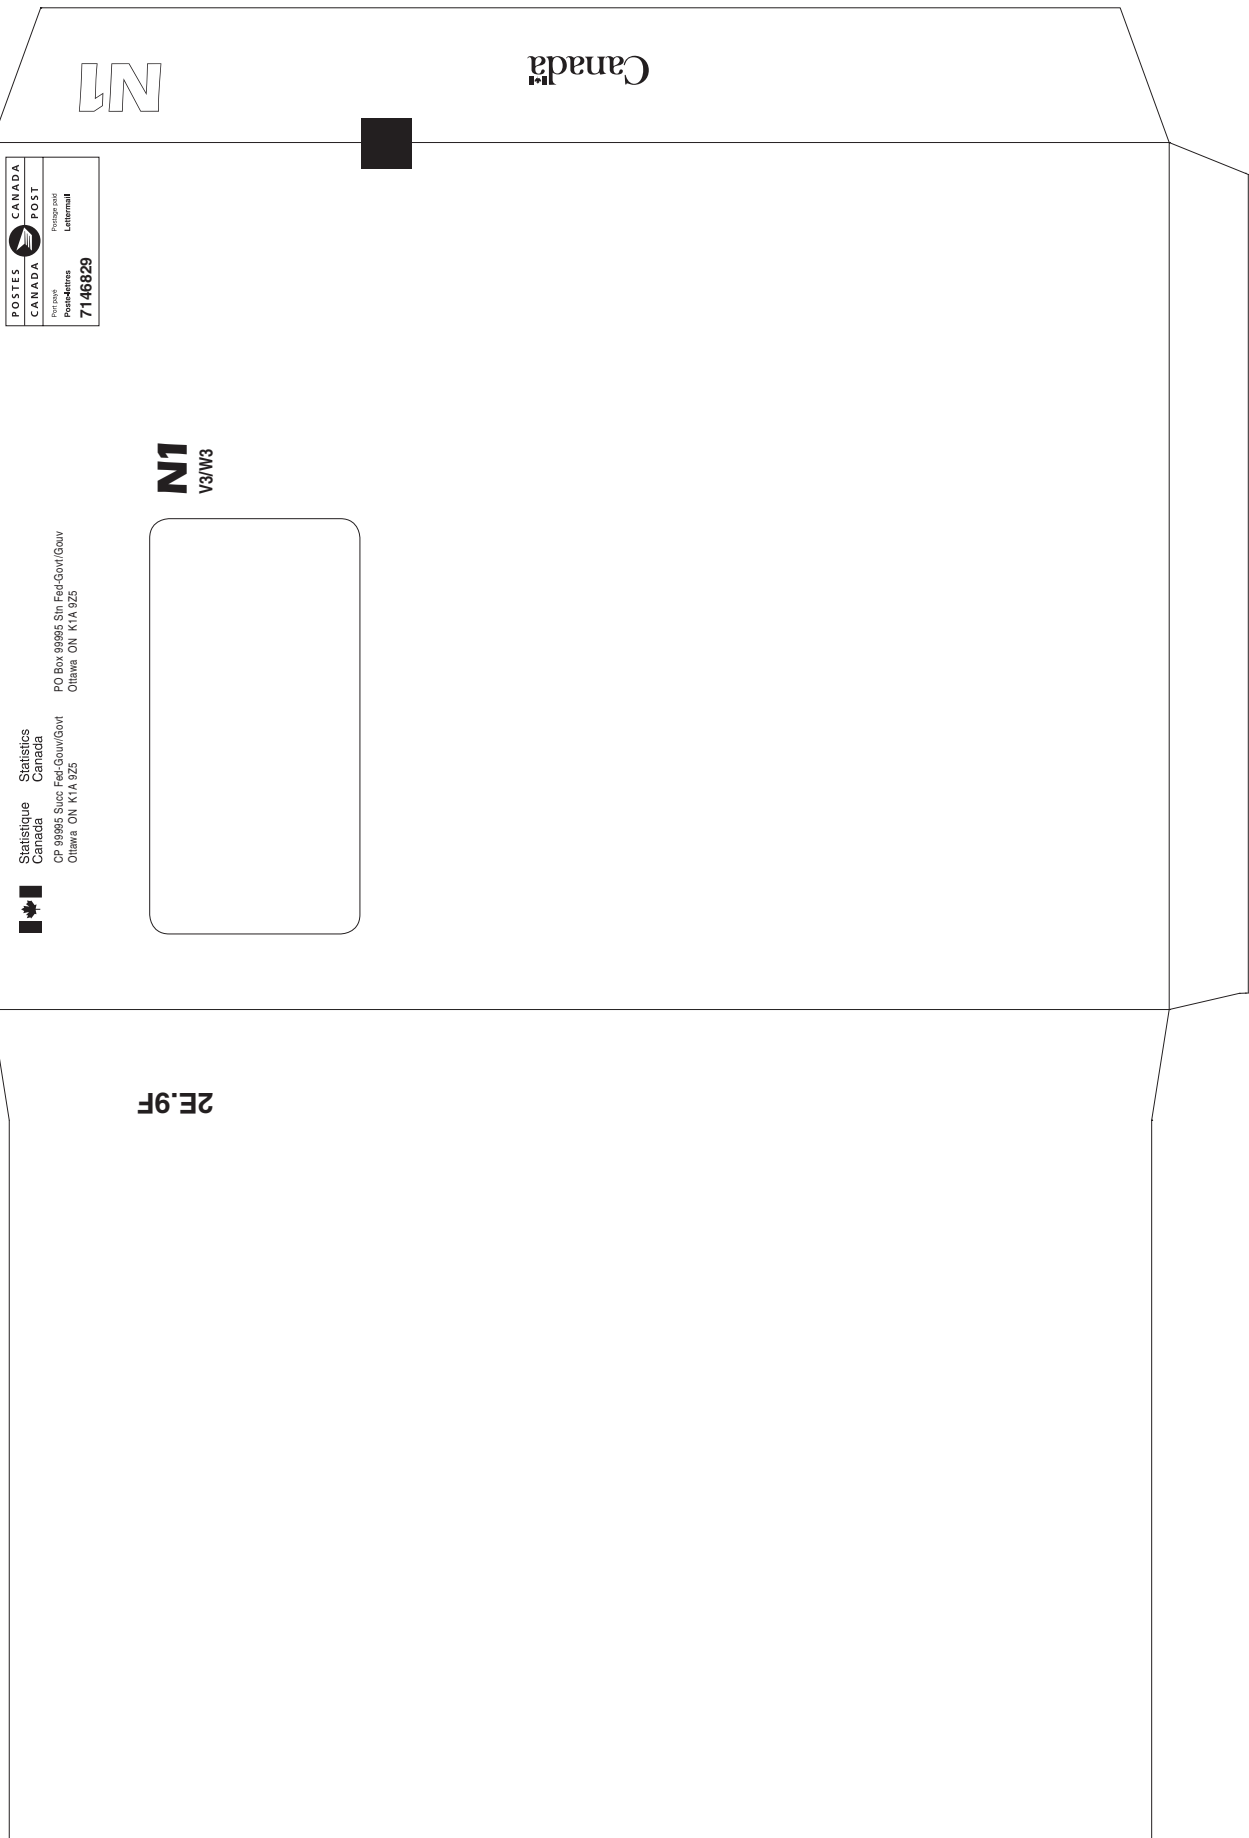 N1
Canada
POSTES CANADA
CANADA POST
Port payé Postage paid
Poste-lettres Lettermail
7146829
N1
V3/W3
Statistique Statistics
Canada Canada
CP 99995 Succ Fed-Gouv/Govt PO Box 99995 Stn Fed-Govt/Gouv
Ottawa ON K1A 9Z5 Ottawa ON K1A 9Z5
2E.9F